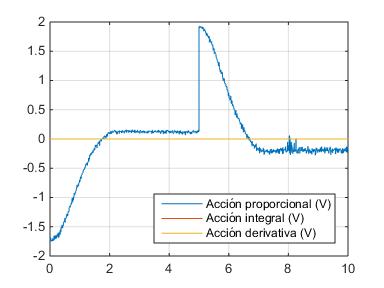 2
1.5
1
0.5
0
-0.5
-1
-1.5
-2
0 2 4 6 8 10
Acción proporcional (V)
Acción integral (V)
Acción derivativa (V)